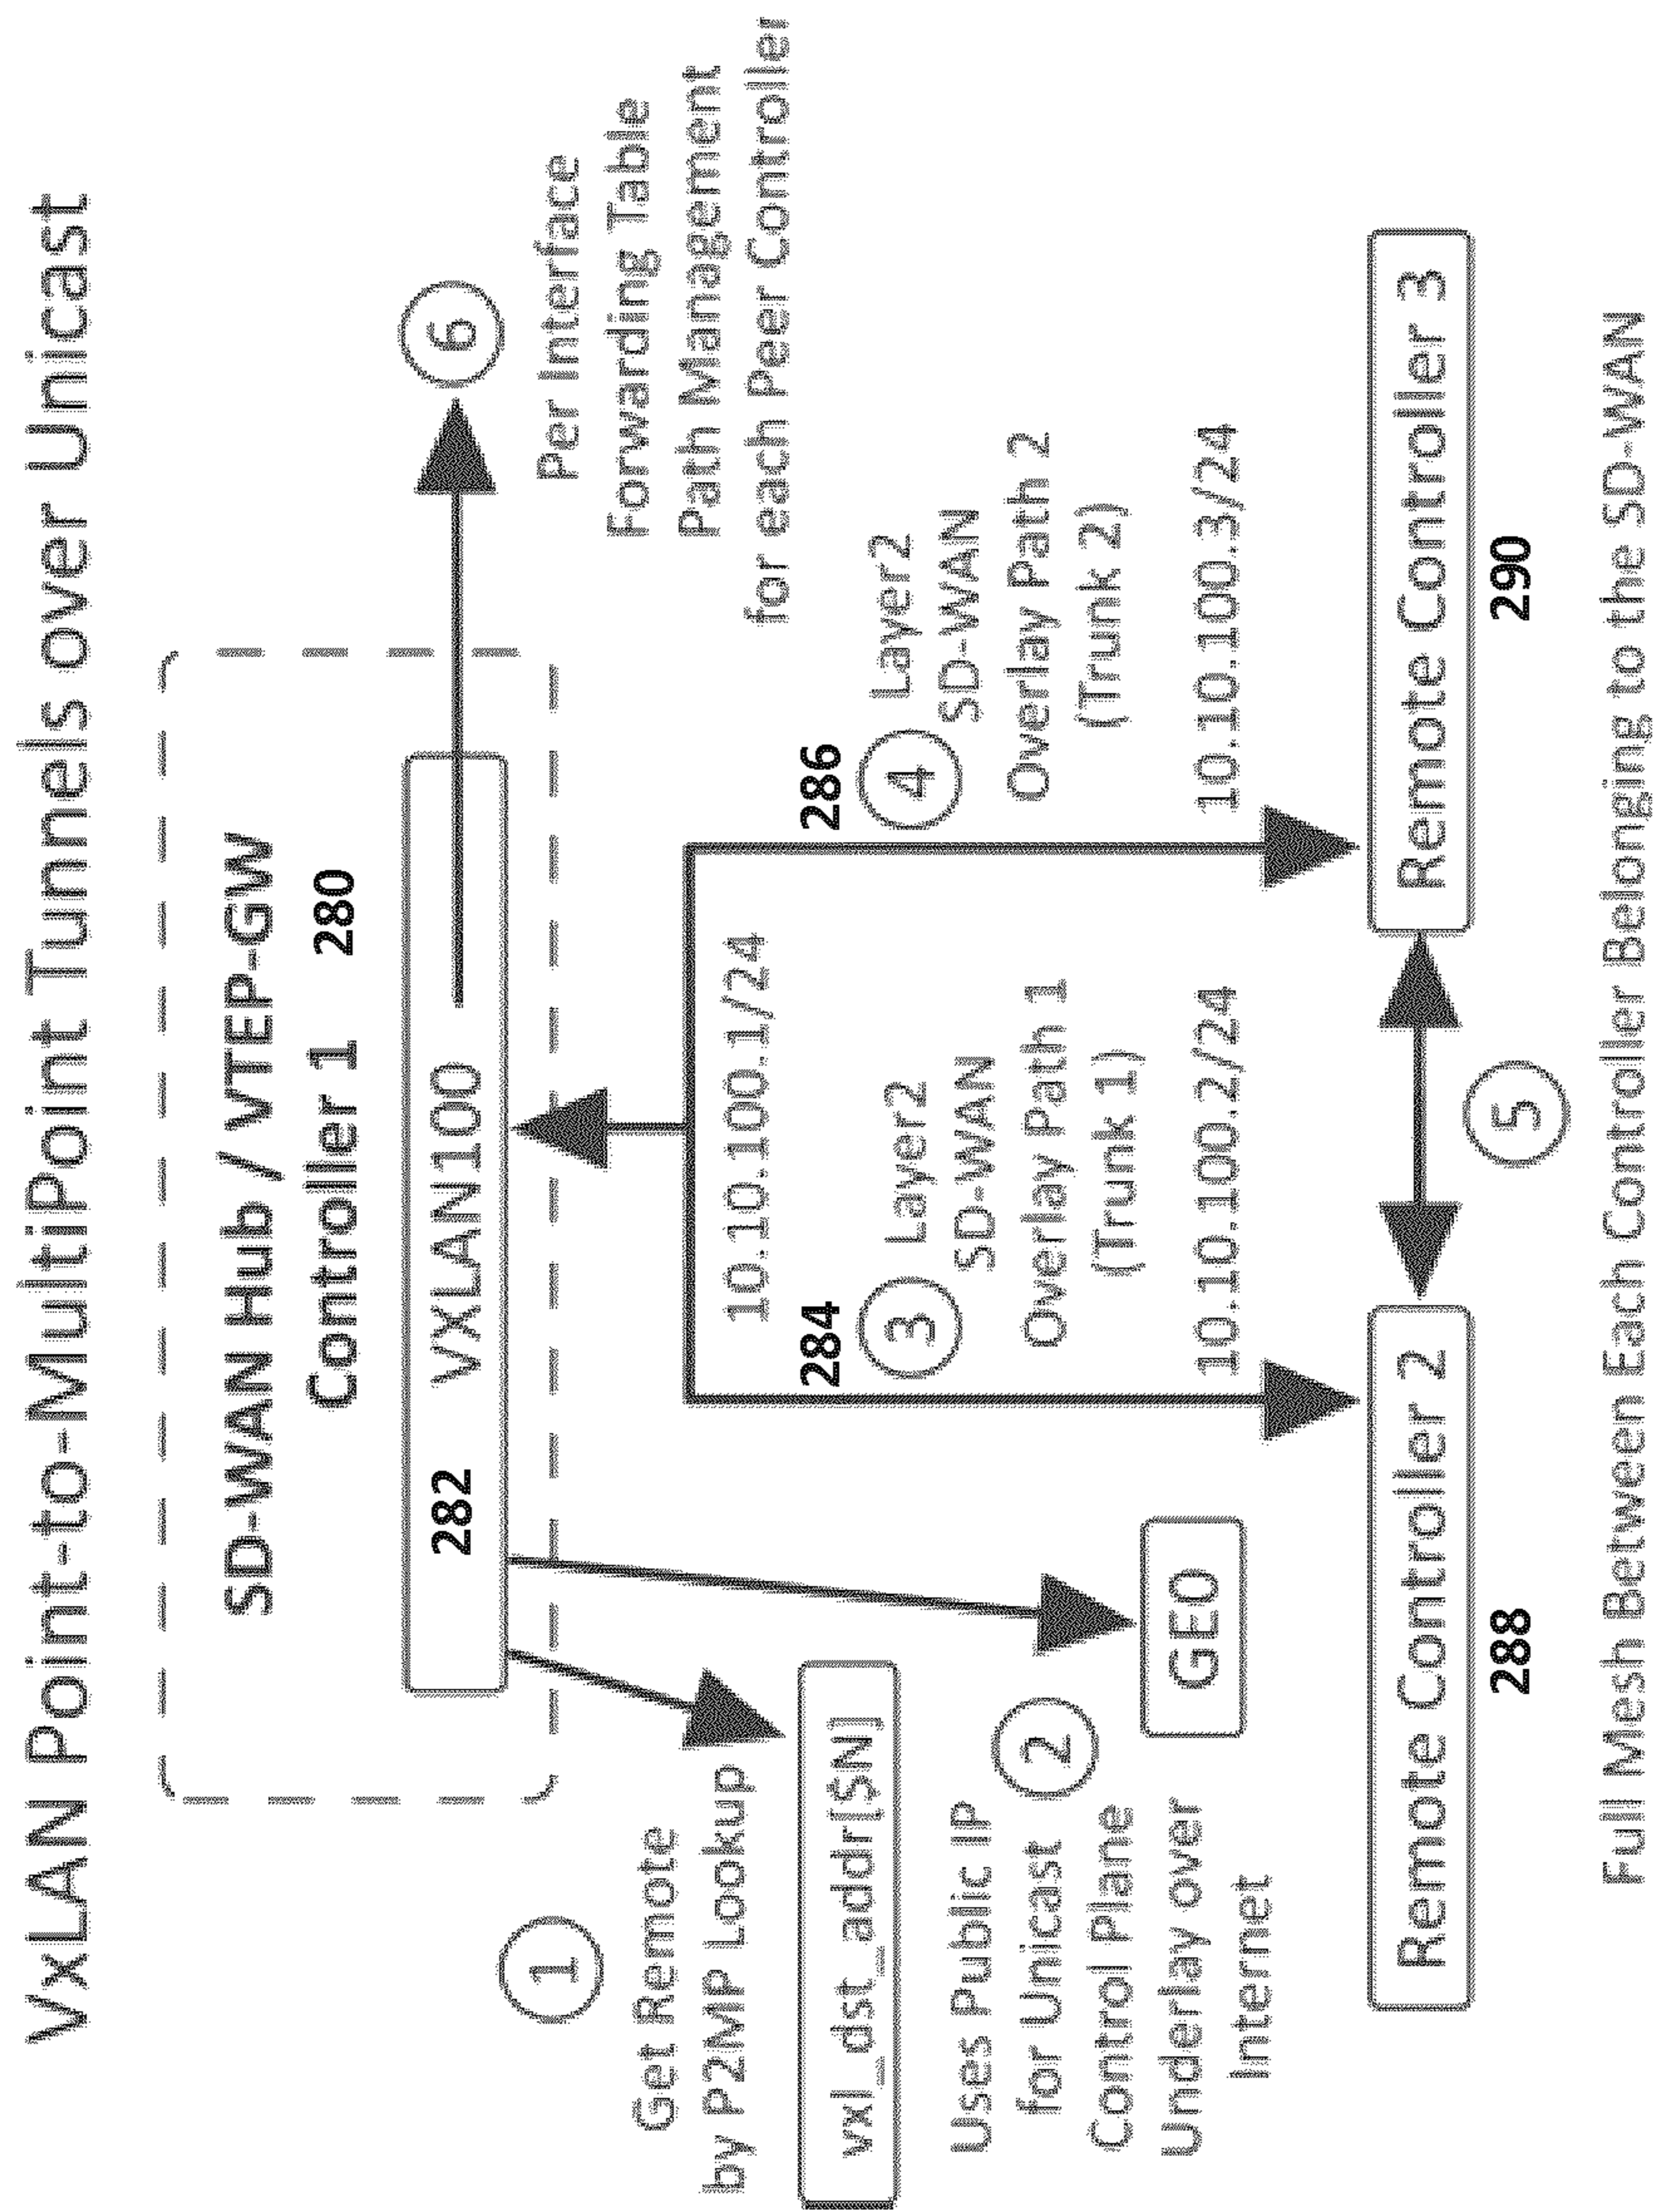 VxLAN Point-to-MultiPoint Tunnels over Unicast
SD-WAN Hub / VTEP-GW
Controller 1 280
282 VXLAN100
6
Per Interface
Forwarding Table
Path Management
for each Per Controller
1
Get Remote
by P2MP Lookup
vxl_dst_addr[$N]
Uses Public IP
for Unicast
Control Plane
Underlay over
Internet
2
GE0
10.10.100.1/24
284
3 Layer2
SD-WAN
Overlay Path 1
(Trunk 1)
10.10.100.2/24
286
4 Layer2
SD-WAN
Overlay Path 2
(Trunk 2)
10.10.100.3/24
Remote Controller 2
288
5
Remote Controller 3
290
Full Mesh Between Each Controller Belonging to the SD-WAN